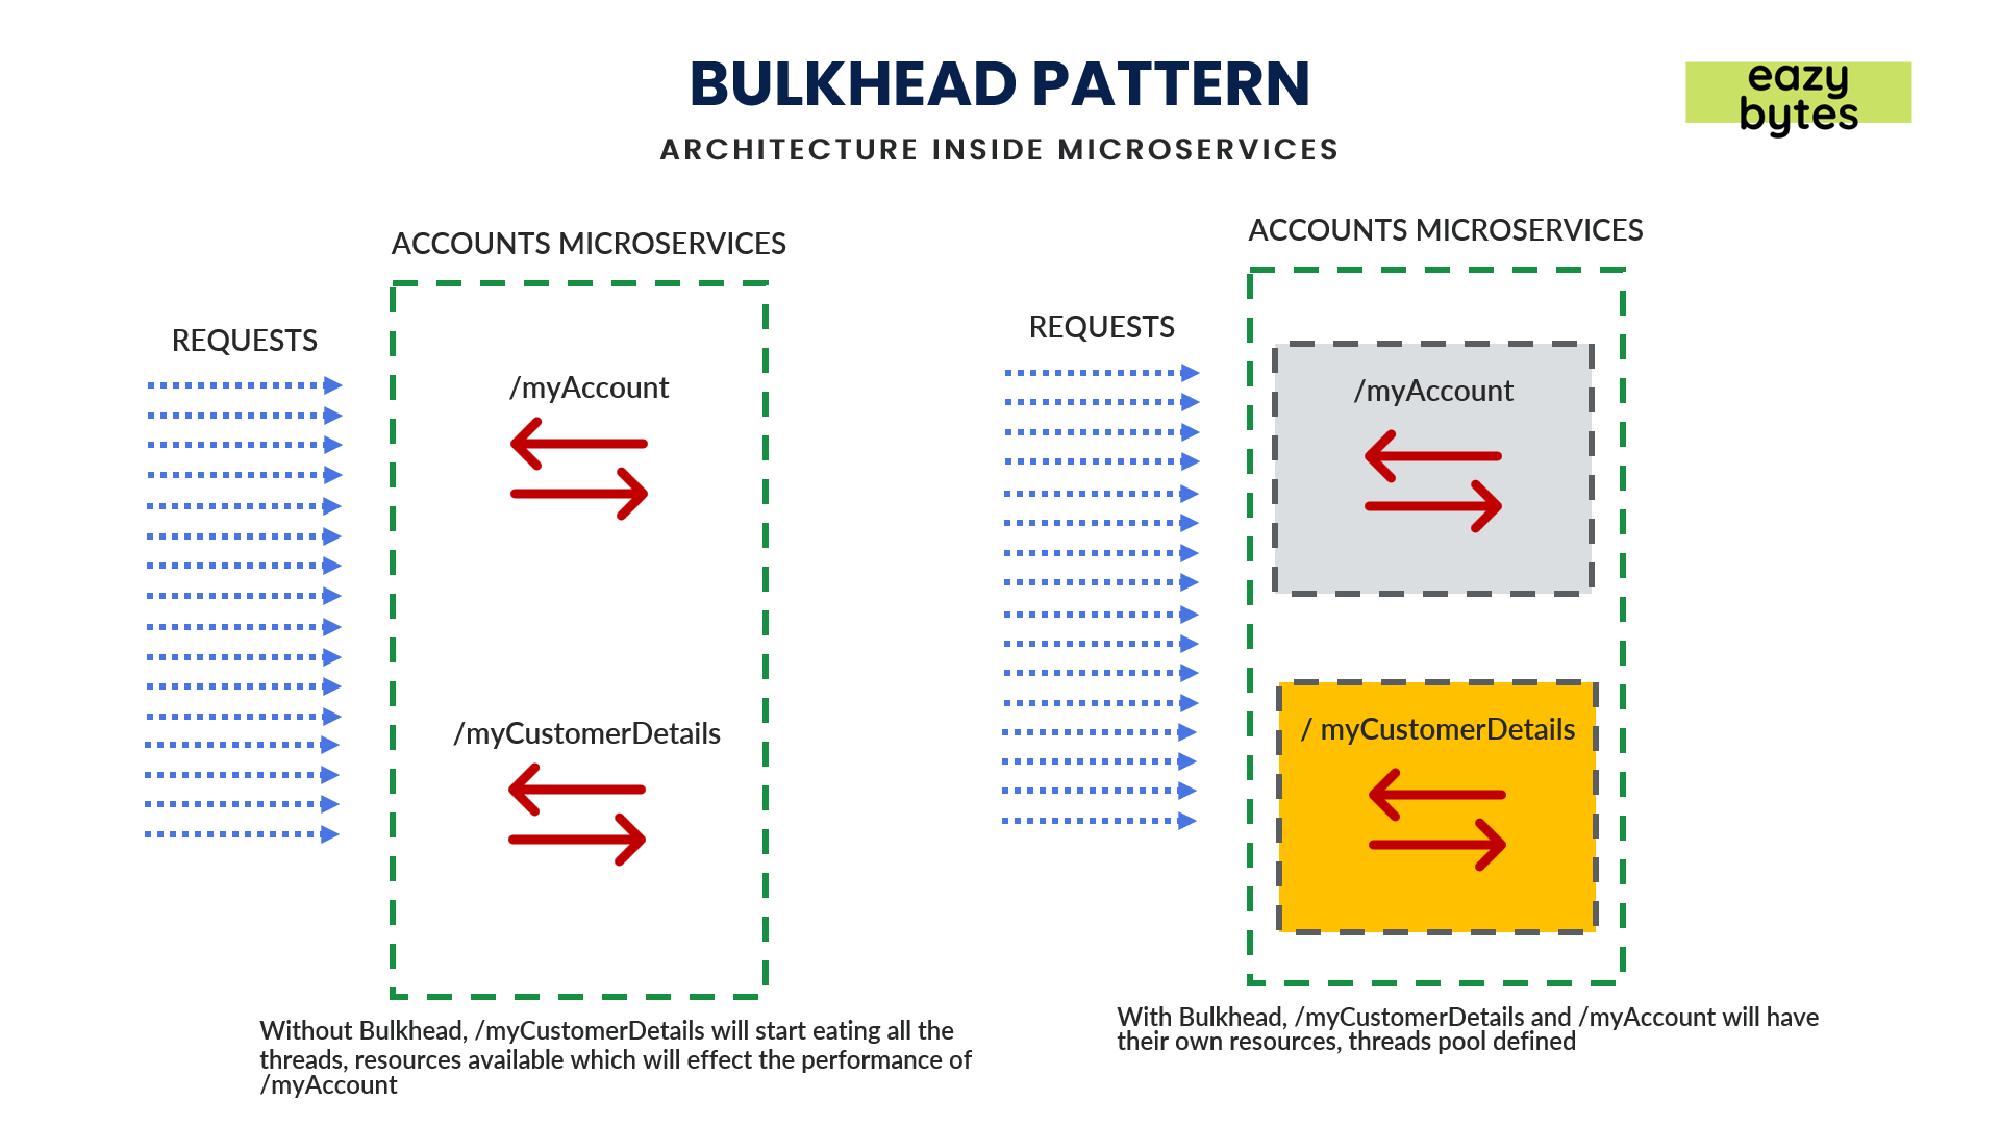 BULKHEAD PATTERN
ARCHITECTURE INSIDE MICROSERVICES
eazy
bytes
ACCOUNTS MICROSERVICES
REQUESTS
/myAccount
/myCustomerDetails
Without Bulkhead, /myCustomerDetails will start eating all the
threads, resources available which will effect the performance of
/myAccount
ACCOUNTS MICROSERVICES
REQUESTS
/myAccount
/ myCustomerDetails
With Bulkhead, /myCustomerDetails and /myAccount will have
their own resources, threads pool defined